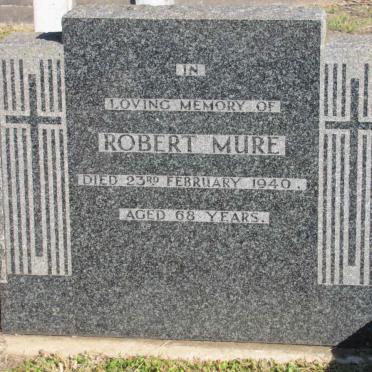 IN
LOVING MEMORY OF
ROBERT MURE
DIED 23RD FEBRUARY 1940.
AGED 68 YEARS.